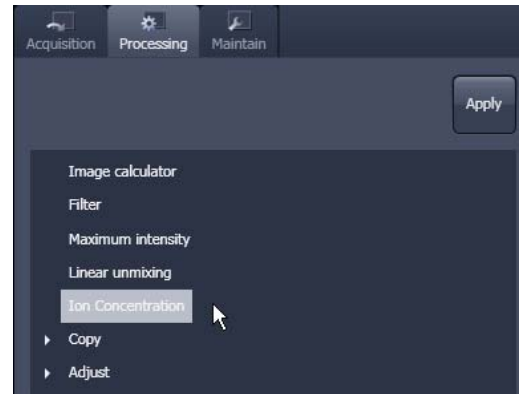 Acquisition Processing Maintain
Apply
Image calculator
Filter
Maximum intensity
Linear unmixing
Ion Concentration
Copy
Adjust